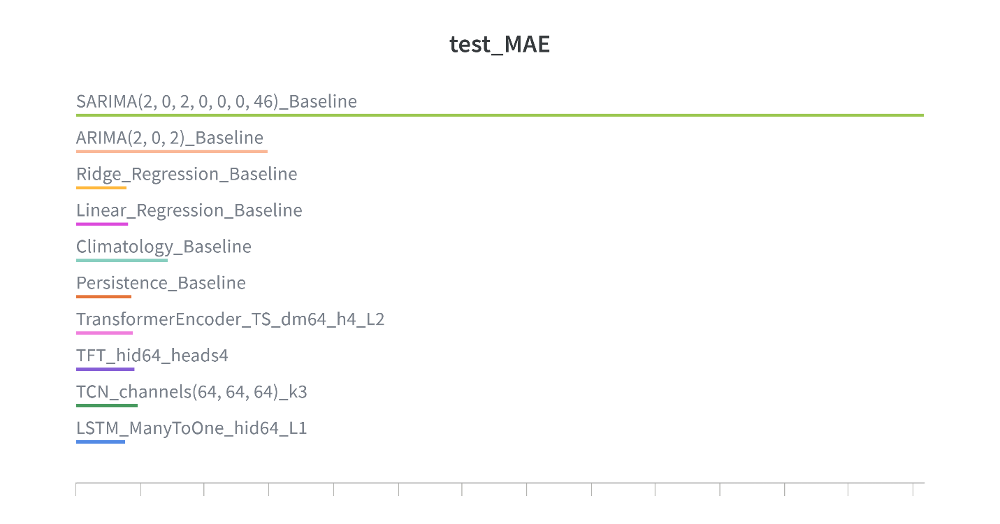 test_MAE
SARIMA(2, 0, 2, 0, 0, 0, 46)_Baseline
ARIMA(2, 0, 2)_Baseline
Ridge_Regression_Baseline
Linear_Regression_Baseline
Climatology_Baseline
Persistence_Baseline
TransformerEncoder_TS_dm64_h4_L2
TFT_hid64_heads4
TCN_channels(64, 64, 64)_k3
LSTM_ManyToOne_hid64_L1